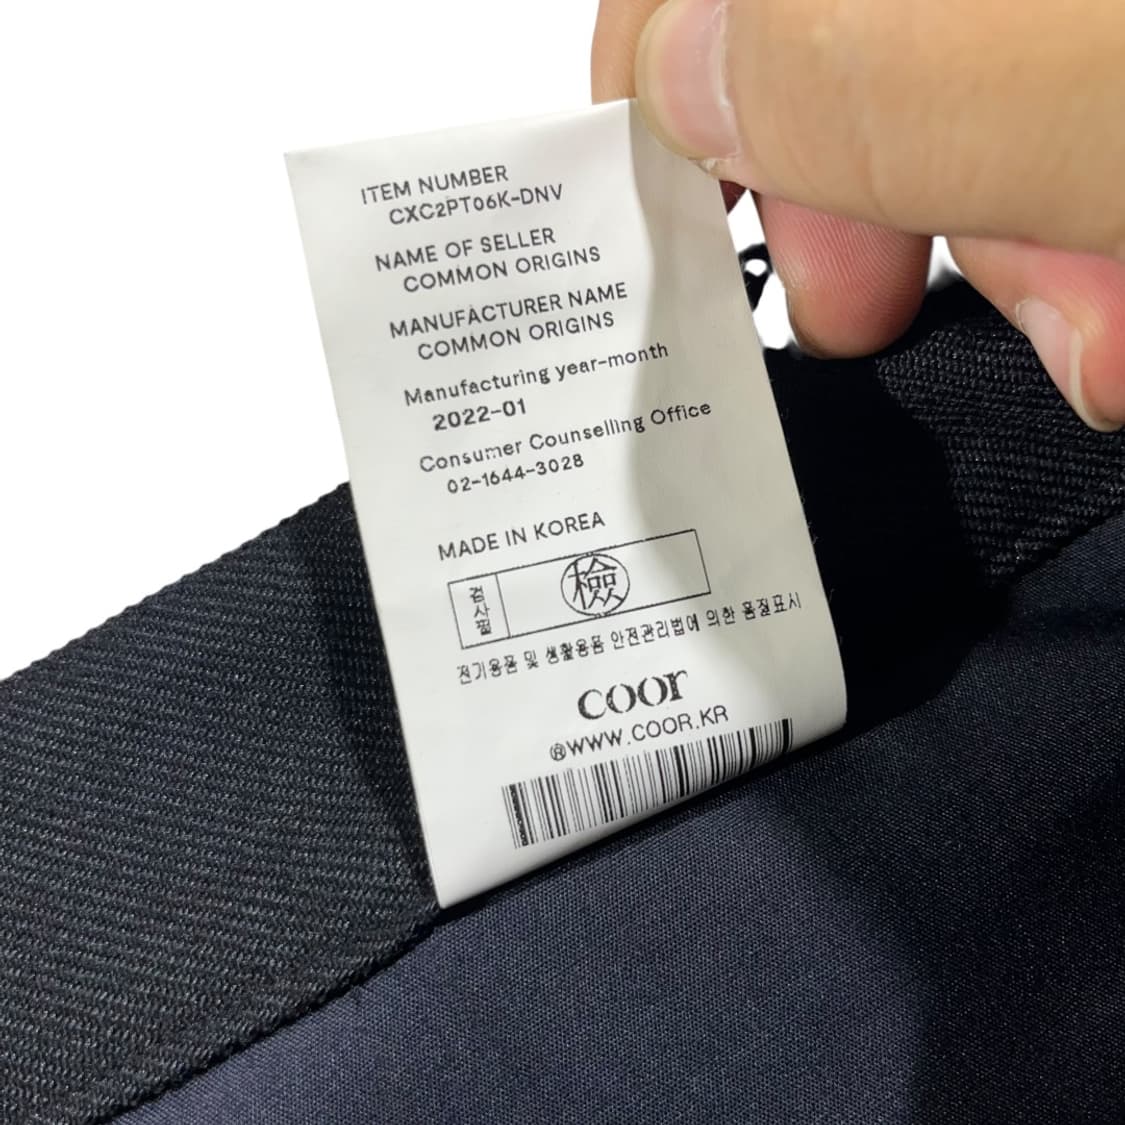 ITEM NUMBER
CXC2PT06K-DNV
NAME OF SELLER
COMMON ORIGINS
MANUFACTURER NAME
COMMON ORIGINS
Manufacturing year-month
2022-01
Consumer Counselling Office
02-1644-3028
MADE IN KOREA
검사필 檢
전기용품 및 생활용품 안전관리법에 의한 품질표시
coor
®WWW.COOR.KR